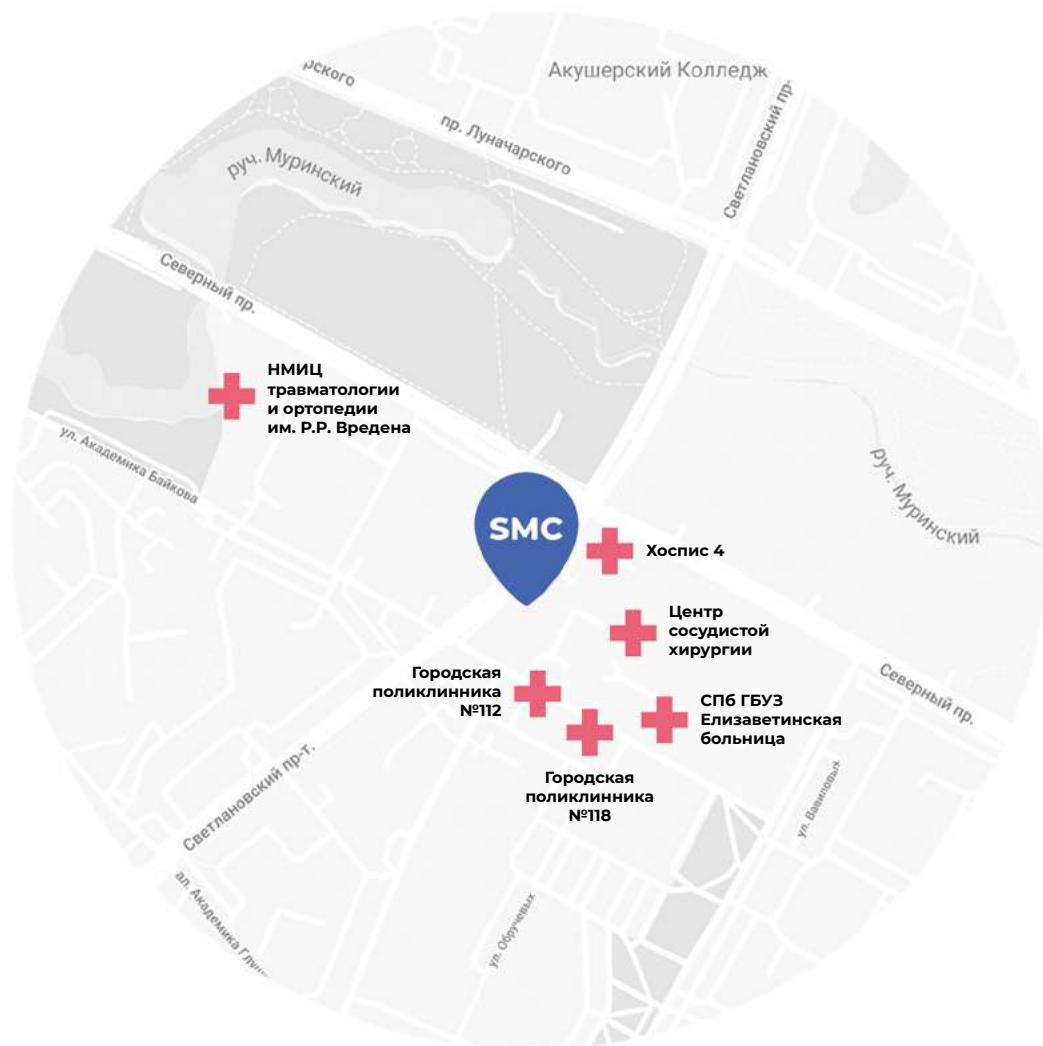 рского
Акушерский Колледж
пр. Луначарского
Светлановский пр-
руч. Муринский
Северный пр.
НМИЦ
травматологии
и ортопедии
им. Р.Р. Вредена
ул. Академика Байкова
руч. Муринский
SMC
Хоспис 4
Центр
сосудистой
хирургии
Городская
поликлинника
№112
СПб ГБУЗ
Елизаветинская
больница
Северный пр.
Городская
поликлинника
№118
Светлановский пр-т.
ул. Вавиловых
ал. Академика Глуш
ул. Обручевых